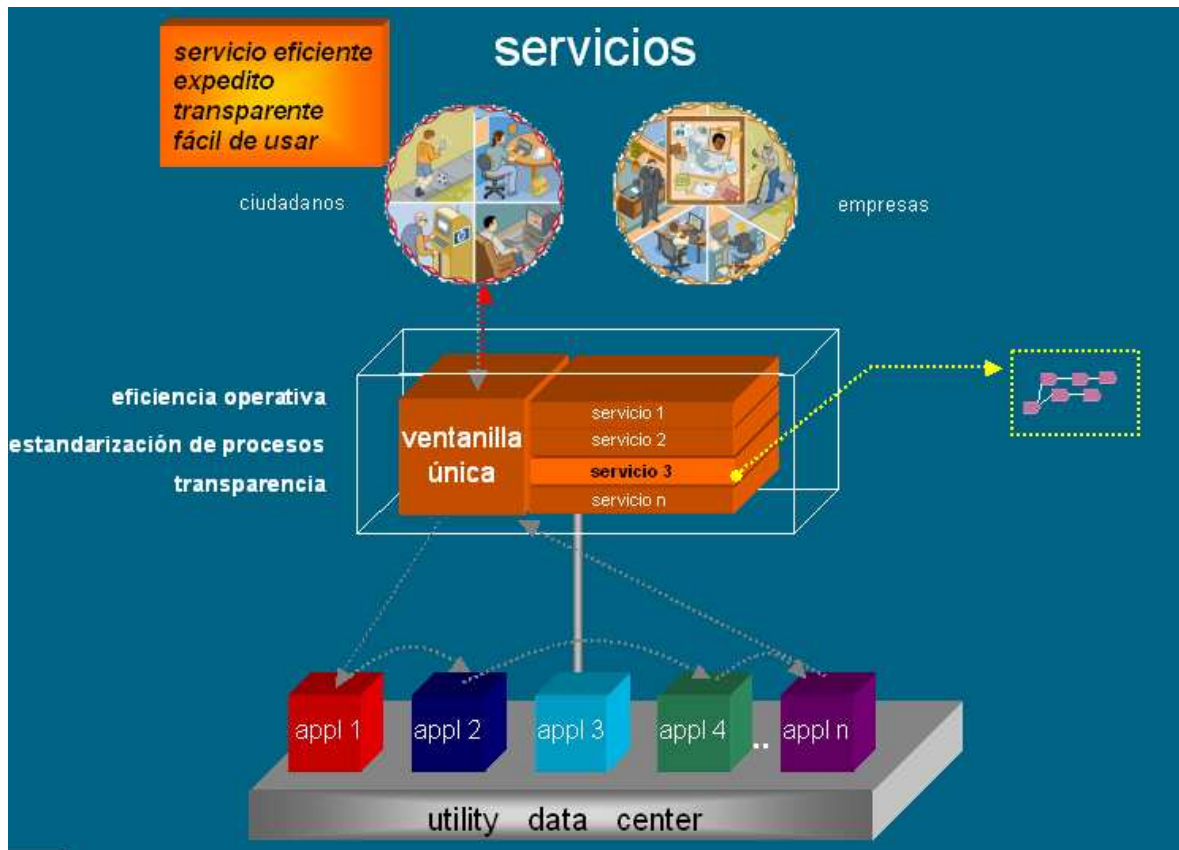 servicios
servicio eficiente
expedito
transparente
fácil de usar
ciudadanos
empresas
eficiencia operativa
estandarización de procesos
transparencia
ventanilla
única
servicio 1
servicio 2
servicio 3
servicio n
appl 1
appl 2
appl 3
appl 4
..
appl n
utility data center